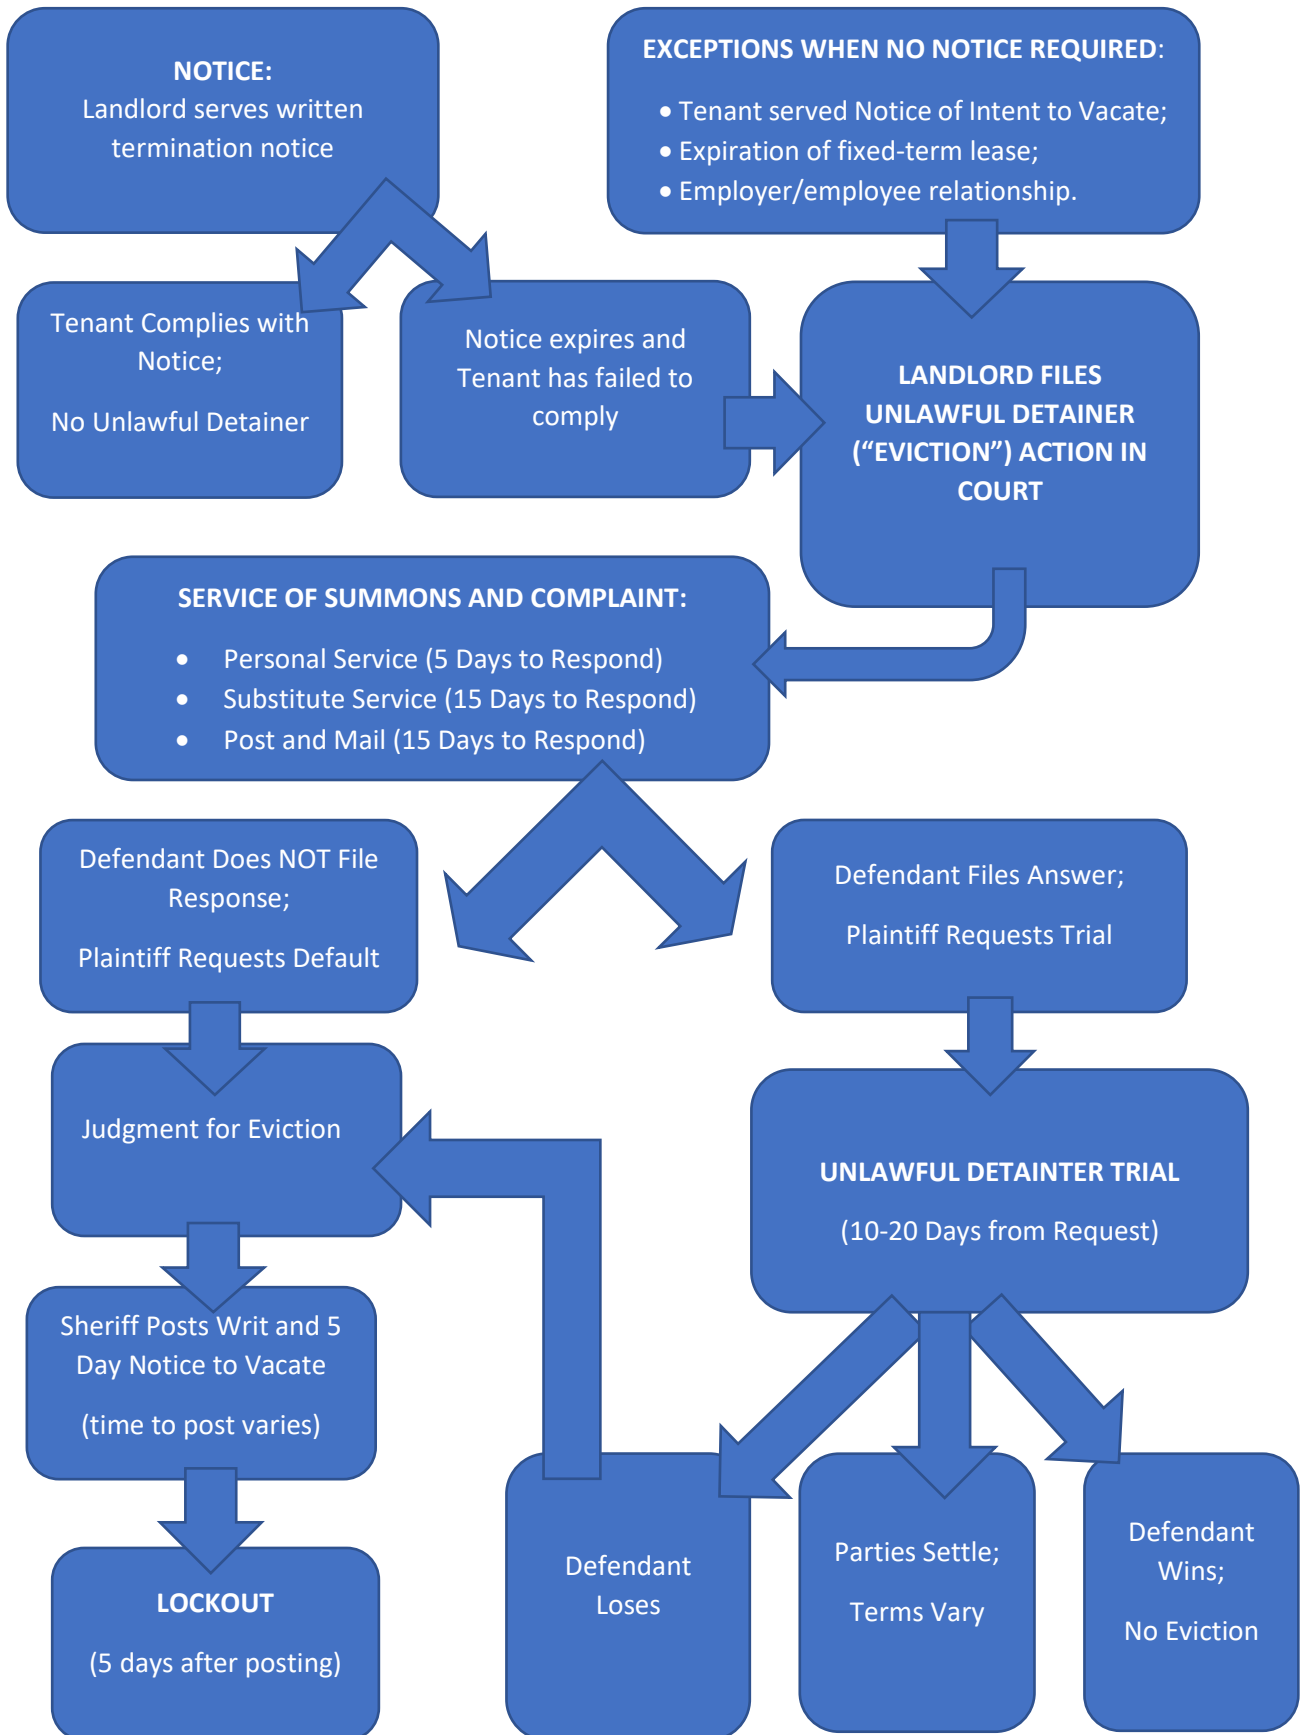 NOTICE:
Landlord serves written
termination notice
EXCEPTIONS WHEN NO NOTICE REQUIRED:
• Tenant served Notice of Intent to Vacate;
• Expiration of fixed-term lease;
• Employer/employee relationship.
Tenant Complies with
Notice;
No Unlawful Detainer
Notice expires and
Tenant has failed to
comply
LANDLORD FILES
UNLAWFUL DETAINER
(“EVICTION”) ACTION IN
COURT
SERVICE OF SUMMONS AND COMPLAINT:
• Personal Service (5 Days to Respond)
• Substitute Service (15 Days to Respond)
• Post and Mail (15 Days to Respond)
Defendant Does NOT File
Response;
Plaintiff Requests Default
Defendant Files Answer;
Plaintiff Requests Trial
Judgment for Eviction
UNLAWFUL DETAINTER TRIAL
(10-20 Days from Request)
Sheriff Posts Writ and 5
Day Notice to Vacate
(time to post varies)
LOCKOUT
(5 days after posting)
Defendant
Loses
Parties Settle;
Terms Vary
Defendant
Wins;
No Eviction